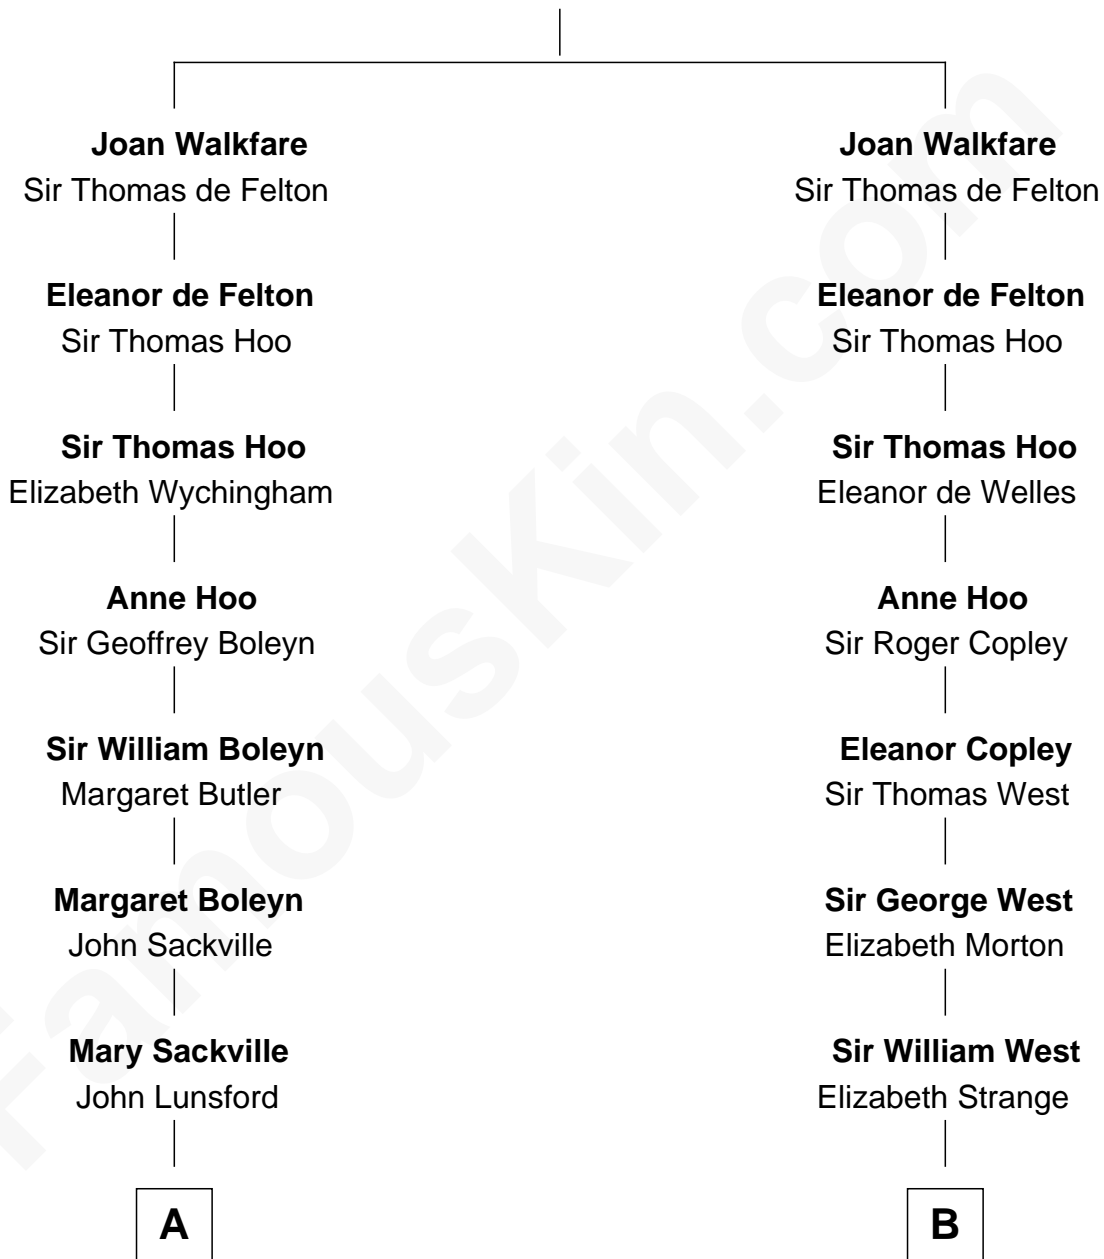 Joan Walkfare
Sir Thomas de Felton
Eleanor de Felton
Sir Thomas Hoo
Sir Thomas Hoo
Elizabeth Wychingham
Anne Hoo
Sir Geoffrey Boleyn
Sir William Boleyn
Margaret Butler
Margaret Boleyn
John Sackville
Mary Sackville
John Lunsford
A
Joan Walkfare
Sir Thomas de Felton
Eleanor de Felton
Sir Thomas Hoo
Sir Thomas Hoo
Eleanor de Welles
Anne Hoo
Sir Roger Copley
Eleanor Copley
Sir Thomas West
Sir George West
Elizabeth Morton
Sir William West
Elizabeth Strange
B
FamousKin.com